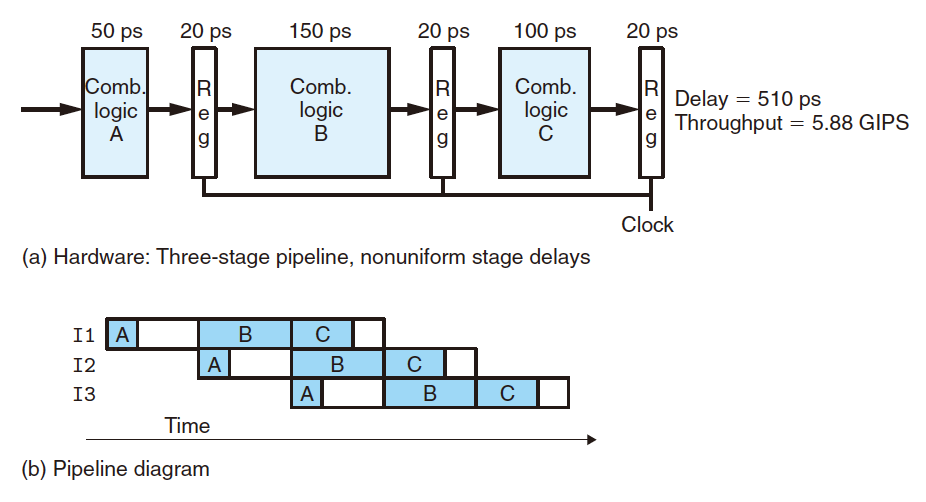 50 ps 20 ps 150 ps 20 ps 100 ps 20 ps
Comb.
logic
A
R
e
g
Comb.
logic
B
R
e
g
Comb.
logic
C
R
e
g
Delay = 510 ps
Throughput = 5.88 GIPS
Clock
(a) Hardware: Three-stage pipeline, nonuniform stage delays
I1 A B C
I2 A B C
I3 A B C
Time
(b) Pipeline diagram